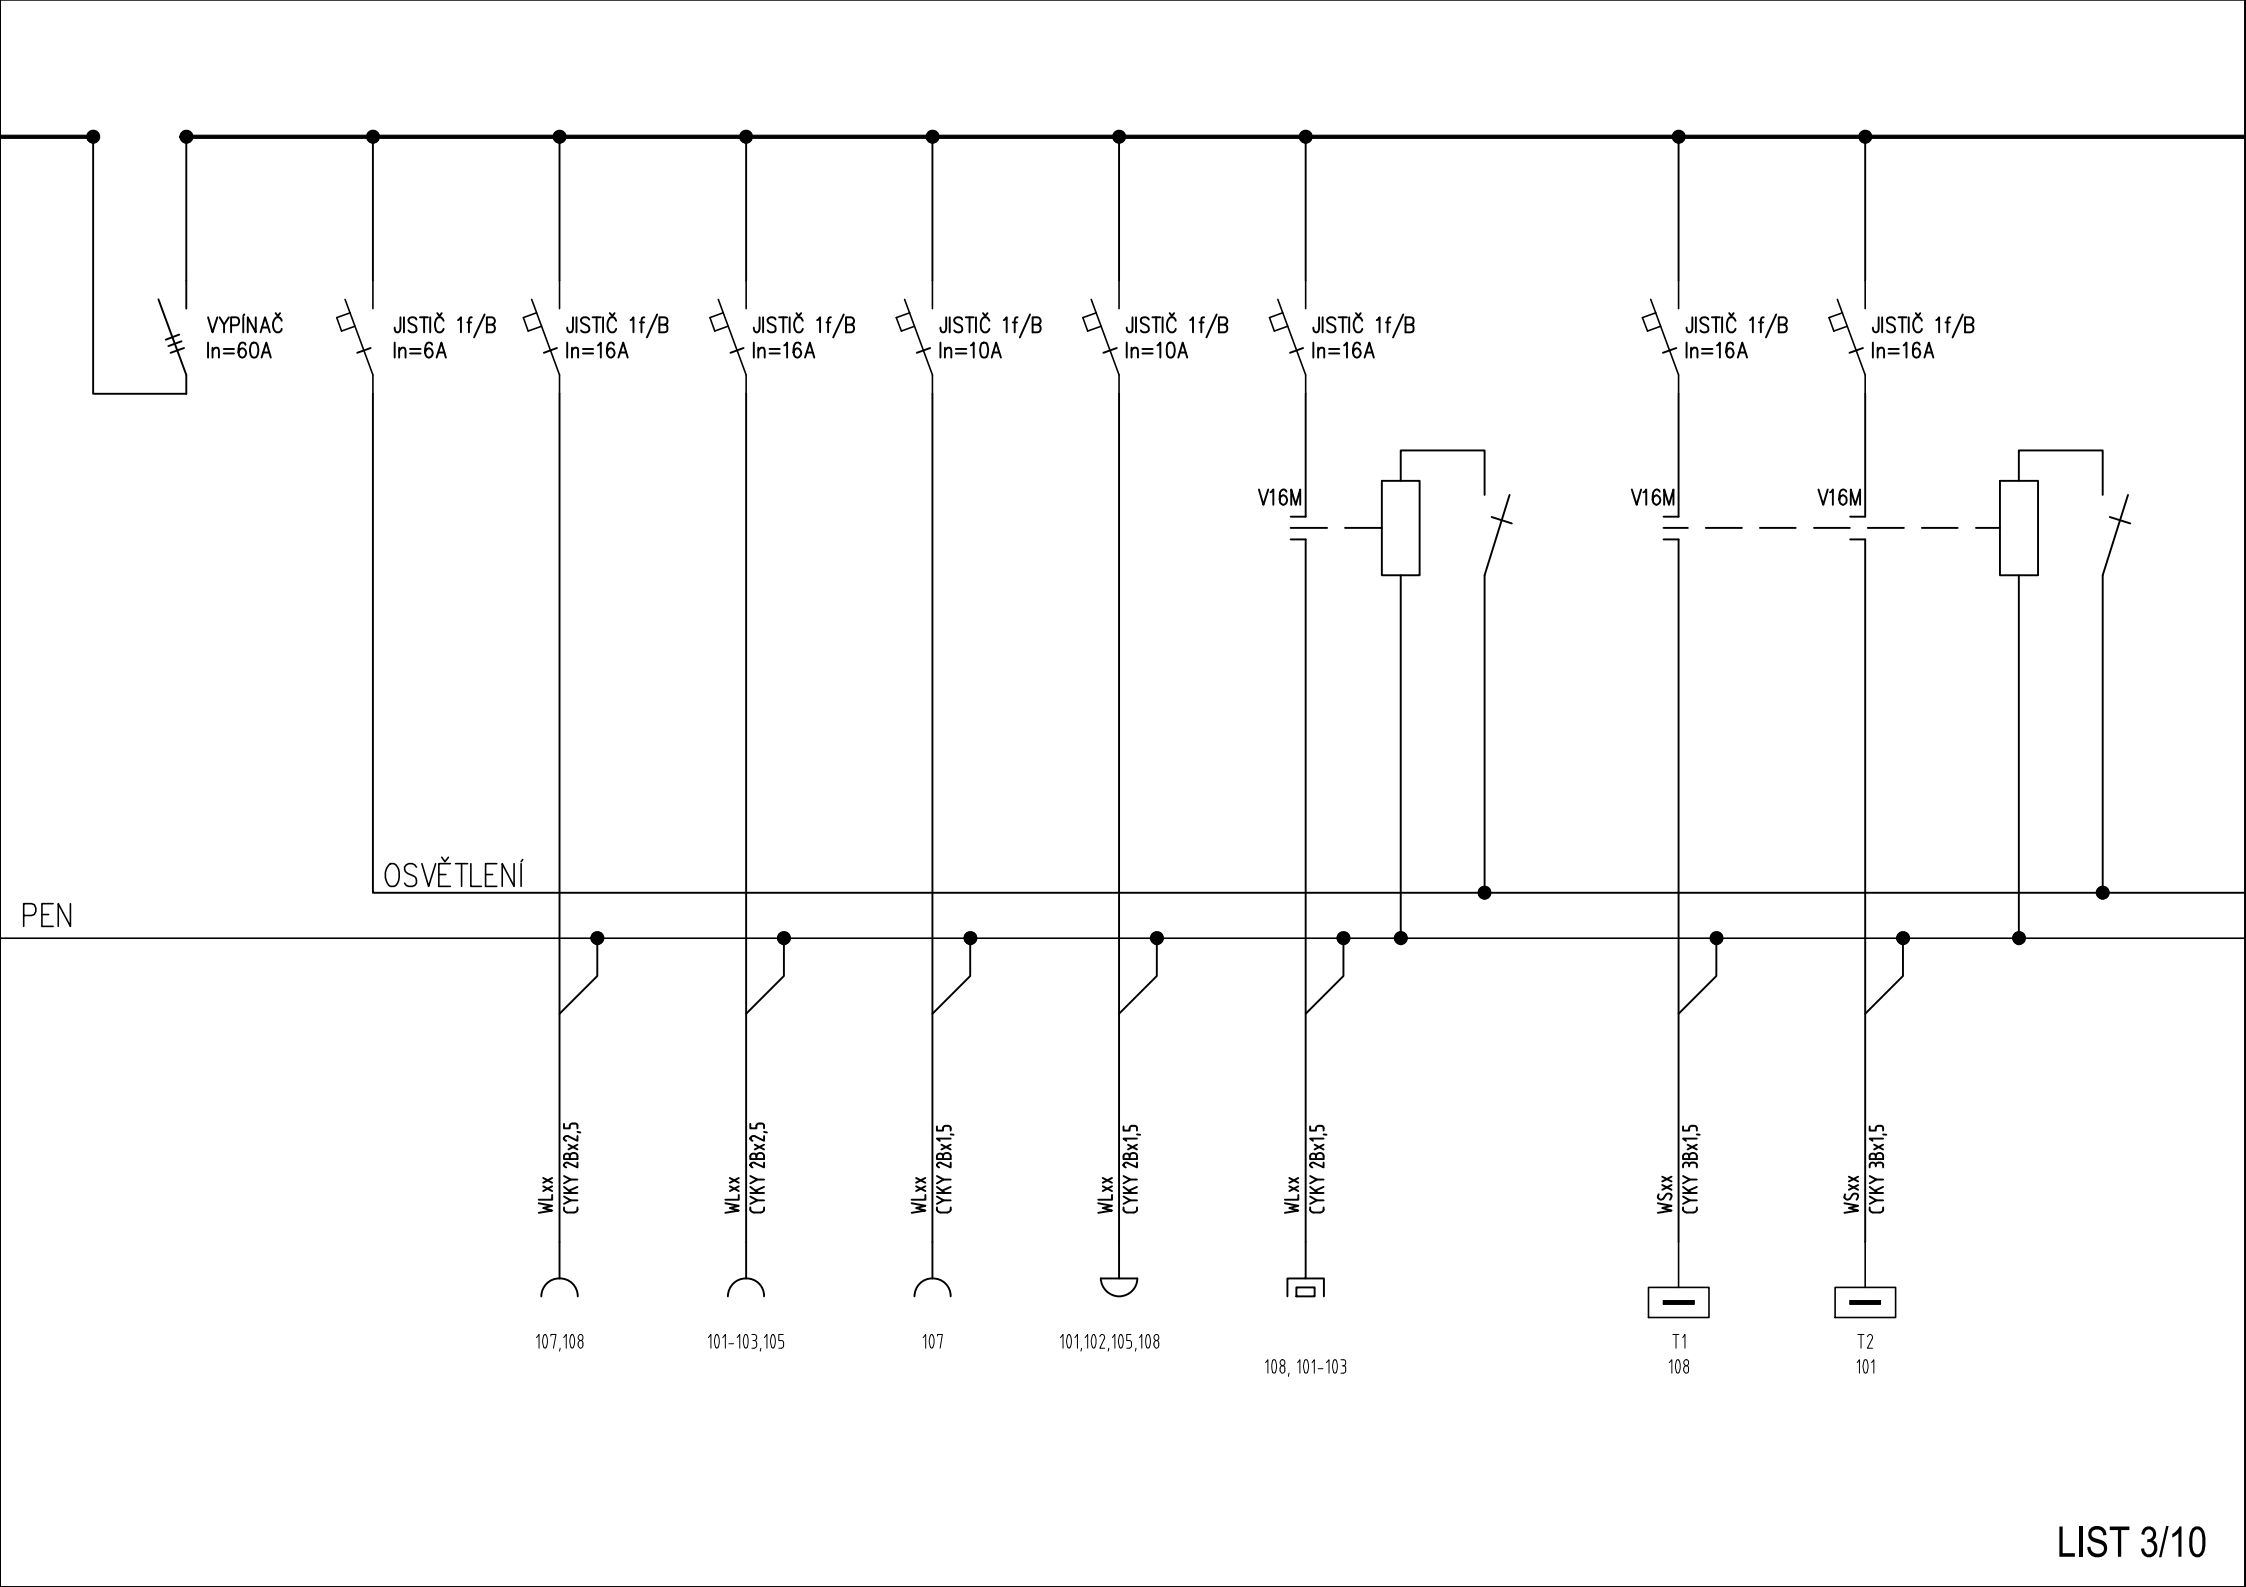 VYPÍNAČ
In=60A
JISTIČ 1f/B
In=6A
JISTIČ 1f/B
In=16A
JISTIČ 1f/B
In=16A
JISTIČ 1f/B
In=10A
JISTIČ 1f/B
In=10A
JISTIČ 1f/B
In=16A
JISTIČ 1f/B
In=16A
JISTIČ 1f/B
In=16A
V16M
V16M
V16M
OSVĚTLENÍ
PEN
WLxx
CYKY 2Bx2,5
WLxx
CYKY 2Bx2,5
WLxx
CYKY 2Bx1,5
WLxx
CYKY 2Bx1,5
WLxx
CYKY 2Bx1,5
WSxx
CYKY 3Bx1,5
WSxx
CYKY 3Bx1,5
107,108
101-103,105
107
101,102,105,108
108, 101-103
T1
108
T2
101
LIST 3/10